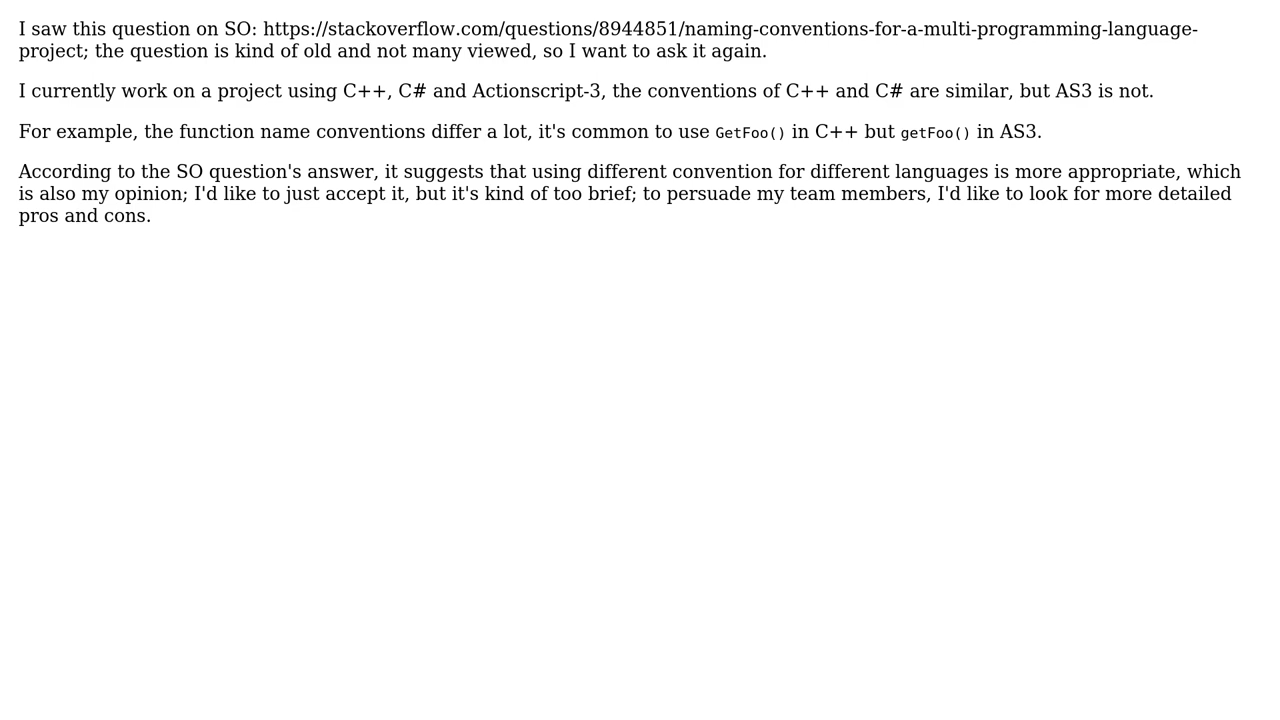 I saw this question on SO: https://stackoverflow.com/questions/8944851/naming-conventions-for-a-multi-programming-language-
project; the question is kind of old and not many viewed, so I want to ask it again.
I currently work on a project using C++, C# and Actionscript-3, the conventions of C++ and C# are similar, but AS3 is not.
For example, the function name conventions differ a lot, it's common to use GetFoo() in C++ but getFoo() in AS3.
According to the SO question's answer, it suggests that using different convention for different languages is more appropriate, which
is also my opinion; I'd like to just accept it, but it's kind of too brief; to persuade my team members, I'd like to look for more detailed
pros and cons.